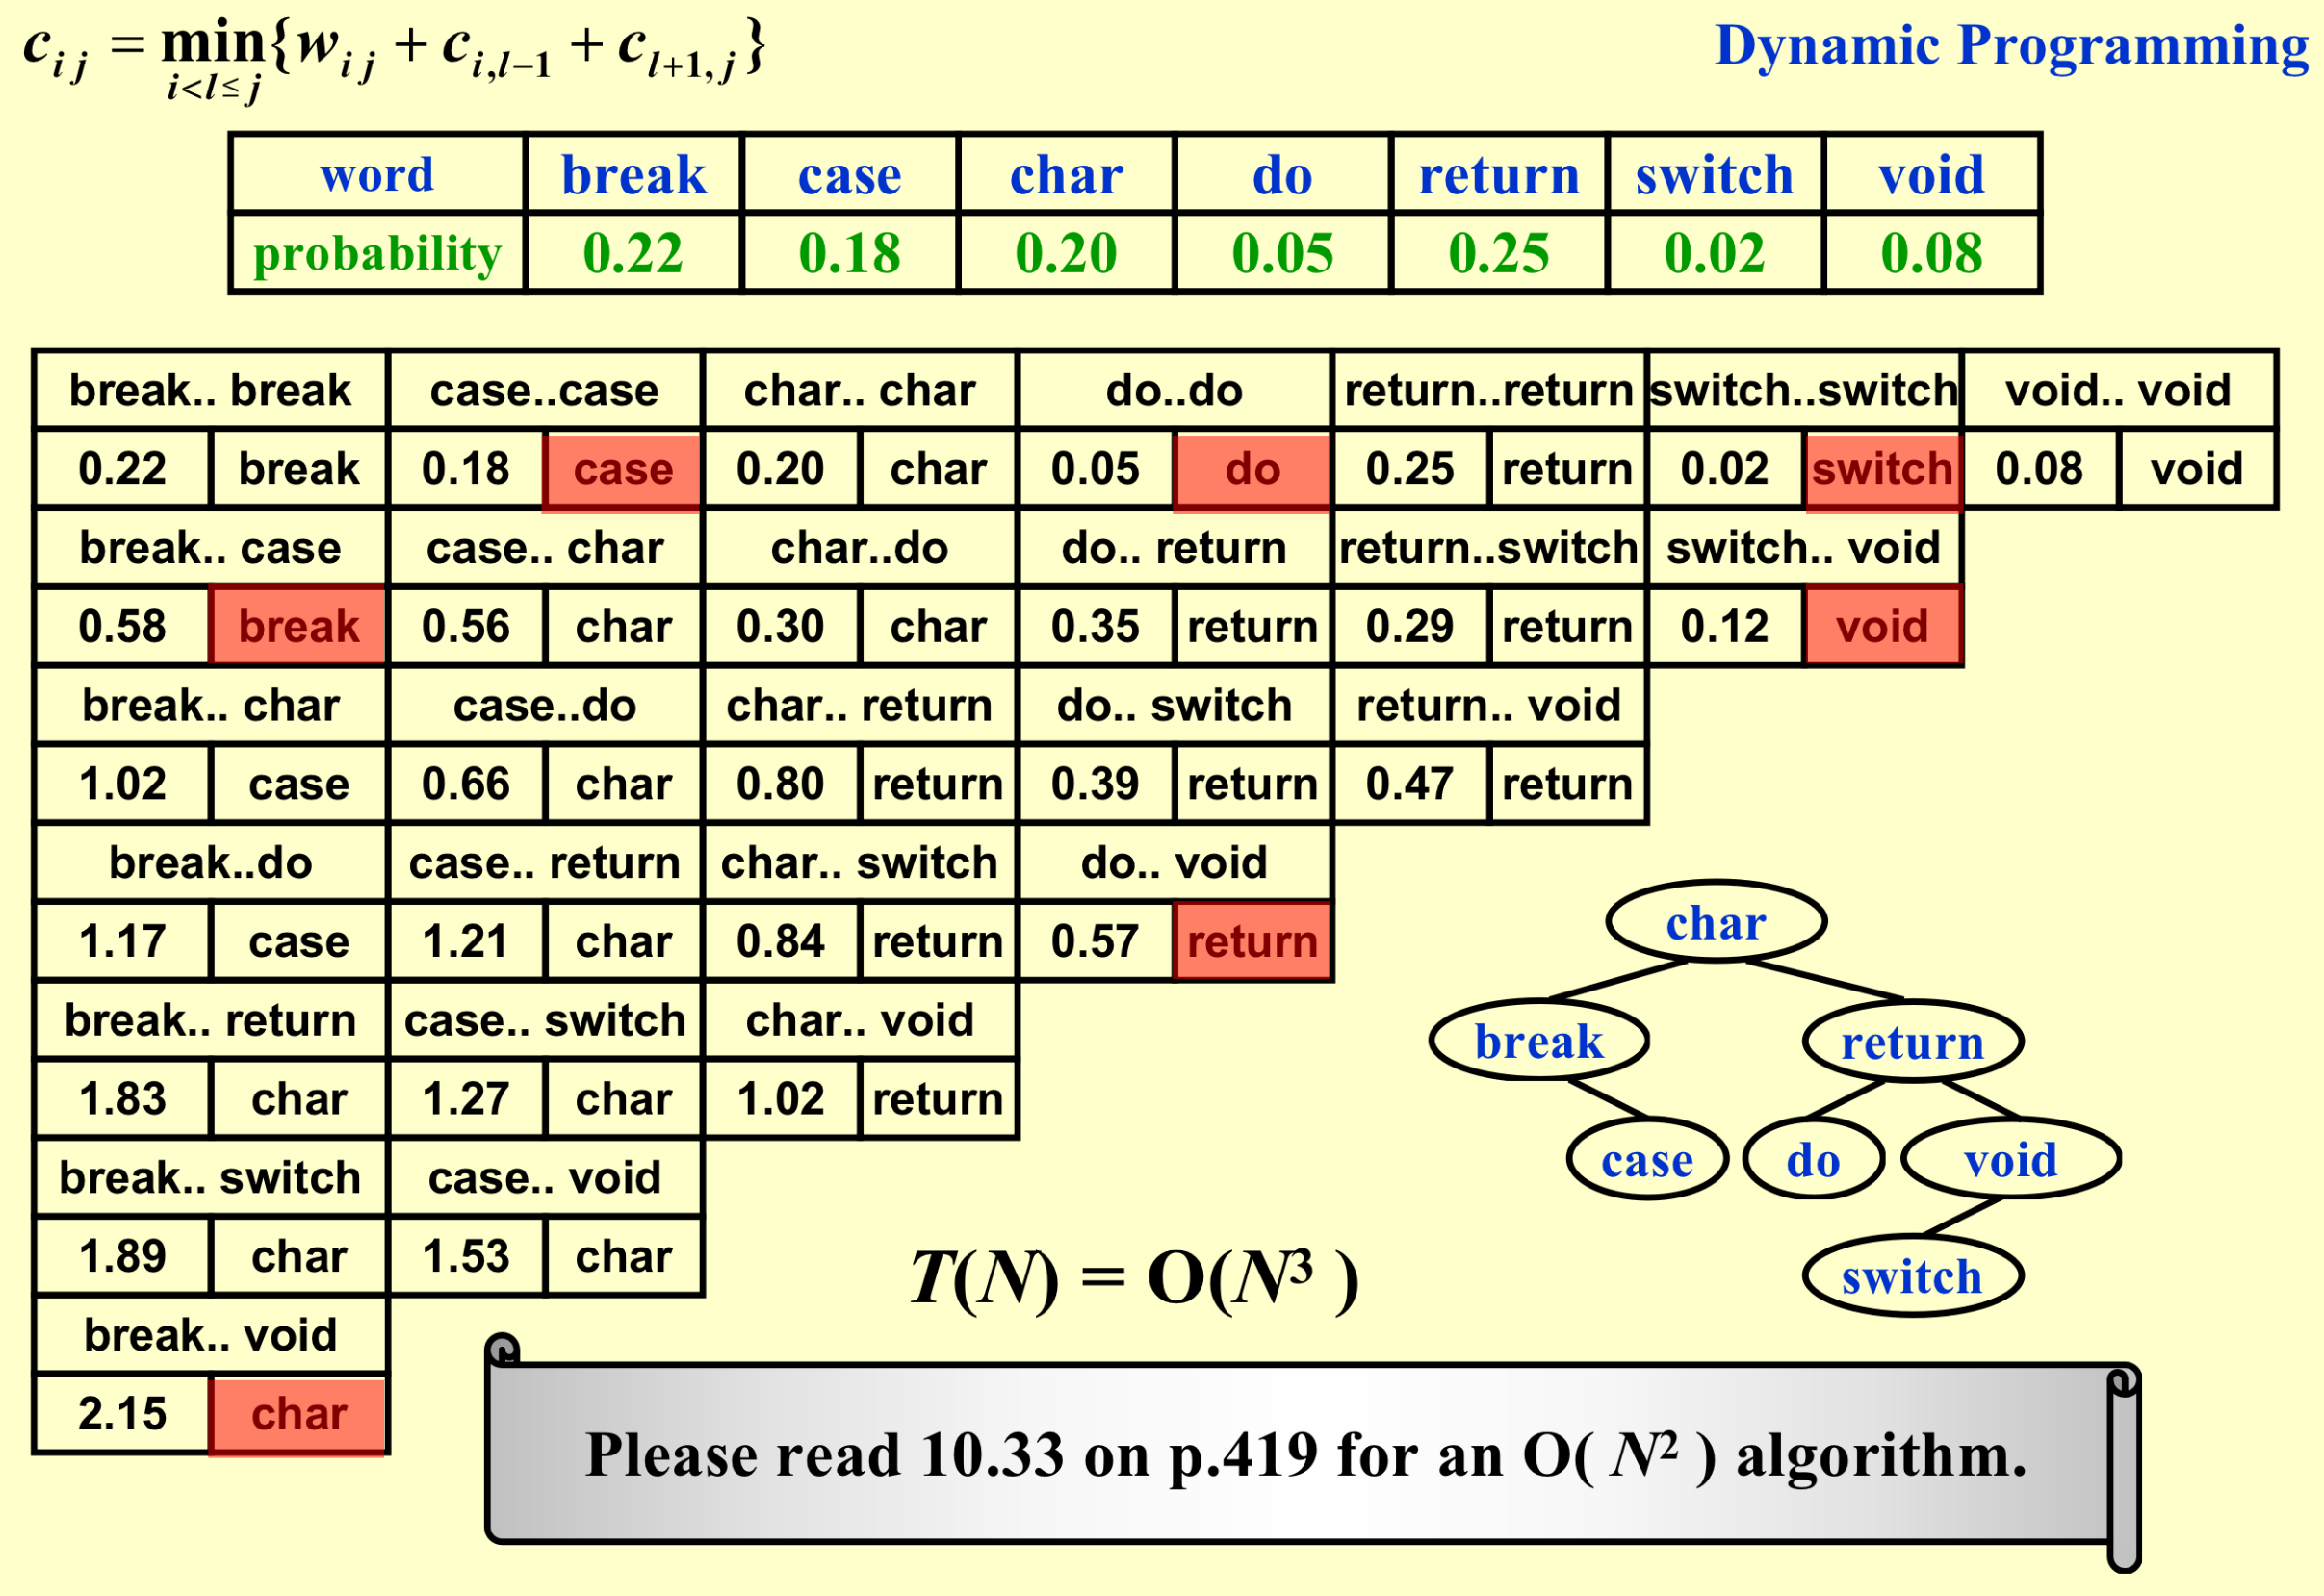 c_{ij} = min_{i<l≤j}{w_{ij} + c_{i,l−1} + c_{l+1,j}}
Dynamic Programming
word break case char do return switch void
probability 0.22 0.18 0.20 0.05 0.25 0.02 0.08
break.. break case..case char.. char do..do return..return switch..switch void.. void
0.22 break 0.18 case 0.20 char 0.05 do 0.25 return 0.02 switch 0.08 void
break.. case case.. char char..do do.. return return..switch switch.. void
0.58 break 0.56 char 0.30 char 0.35 return 0.29 return 0.12 void
break.. char case..do char.. return do.. switch return.. void
1.02 case 0.66 char 0.80 return 0.39 return 0.47 return
break..do case.. return char.. switch do.. void
1.17 case 1.21 char 0.84 return 0.57 return
break.. return case.. switch char.. void
1.83 char 1.27 char 1.02 return
break.. switch case.. void
1.89 char 1.53 char
break.. void
2.15 char
char
break return
case do void
switch
T(N) = O(N³ )
Please read 10.33 on p.419 for an O( N² ) algorithm.